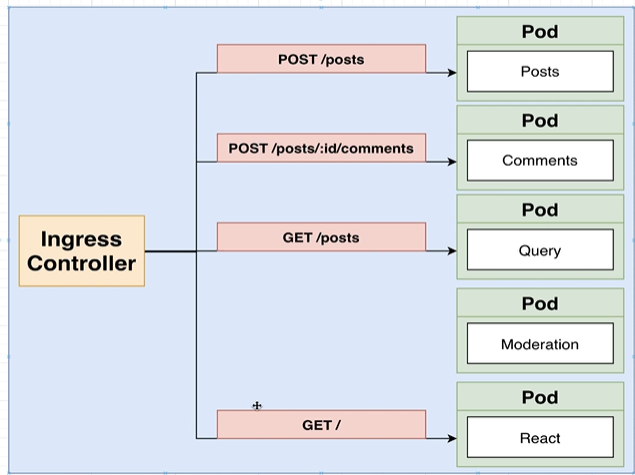 Pod
POST /posts
Posts
Pod
POST /posts/:id/comments
Comments
Pod
Ingress
Controller
GET /posts
Query
Pod
Moderation
Pod
GET /
React